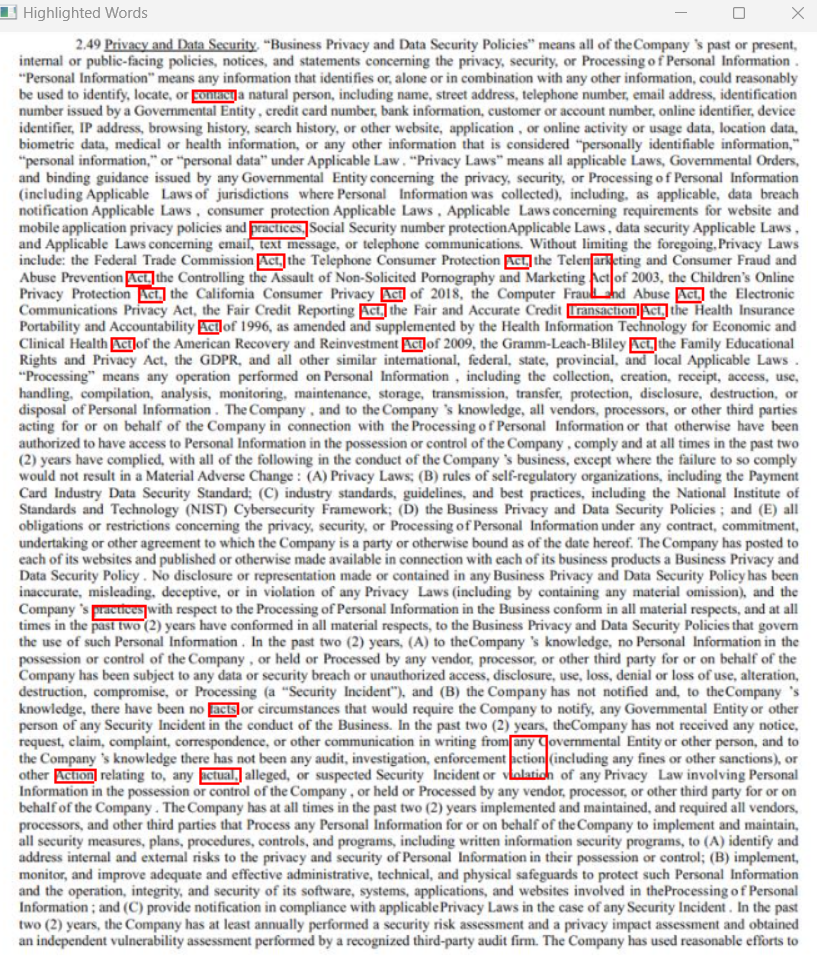 Highlighted Words
2.49 Privacy and Data Security. “Business Privacy and Data Security Policies” means all of theCompany ’s past or present,
internal or public-facing policies, notices, and statements concerning the privacy, security, or Processing o f Personal Information .
“Personal Information” means any information that identifies or, alone or in combination with any other information, could reasonably
be used to identify, locate, or contact a natural person, including name, street address, telephone number, email address, identification
number issued by a Governmental Entity , credit card number, bank information, customer or account number, online identifier, device
identifier, IP address, browsing history, search history, or other website, application , or online activity or usage data, location data,
biometric data, medical or health information, or any other information that is considered “personally identifiable information,”
“personal information,” or “personal data” under Applicable Law . “Privacy Laws” means all applicable Laws, Governmental Orders,
and binding guidance issued by any Governmental Entity concerning the privacy, security, or Processing o f Personal Information
(including Applicable Laws of jurisdictions where Personal Information was collected), including, as applicable, data breach
notification Applicable Laws , consumer protection Applicable Laws , Applicable Laws concerning requirements for website and
mobile application privacy policies and practices, Social Security number protectionApplicable Laws , data security Applicable Laws ,
and Applicable Laws concerning email, text message, or telephone communications. Without limiting the foregoing,Privacy Laws
include: the Federal Trade Commission Act, the Telephone Consumer Protection Act, the Telemarketing and Consumer Fraud and
Abuse Prevention Act, the Controlling the Assault of Non-Solicited Pornography and Marketing Act of 2003, the Children’s Online
Privacy Protection Act, the California Consumer Privacy Act of 2018, the Computer Fraud and Abuse Act, the Electronic
Communications Privacy Act, the Fair Credit Reporting Act, the Fair and Accurate Credit Transaction Act, the Health Insurance
Portability and Accountability Act of 1996, as amended and supplemented by the Health Information Technology for Economic and
Clinical Health Act of the American Recovery and Reinvestment Act of 2009, the Gramm-Leach-Bliley Act, the Family Educational
Rights and Privacy Act, the GDPR, and all other similar international, federal, state, provincial, and local Applicable Laws .
“Processing” means any operation performed on Personal Information , including the collection, creation, receipt, access, use,
handling, compilation, analysis, monitoring, maintenance, storage, transmission, transfer, protection, disclosure, destruction, or
disposal of Personal Information . The Company , and to the Company ’s knowledge, all vendors, processors, or other third parties
acting for or on behalf of the Company in connection with the Processing o f Personal Information or that otherwise have been
authorized to have access to Personal Information in the possession or control of the Company , comply and at all times in the past two
(2) years have complied, with all of the following in the conduct of the Company ’s business, except where the failure to so comply
would not result in a Material Adverse Change : (A) Privacy Laws; (B) rules of self-regulatory organizations, including the Payment
Card Industry Data Security Standard; (C) industry standards, guidelines, and best practices, including the National Institute of
Standards and Technology (NIST) Cybersecurity Framework; (D) the Business Privacy and Data Security Policies ; and (E) all
obligations or restrictions concerning the privacy, security, or Processing of Personal Information under any contract, commitment,
undertaking or other agreement to which the Company is a party or otherwise bound as of the date hereof. The Company has posted to
each of its websites and published or otherwise made available in connection with each of its business products a Business Privacy and
Data Security Policy . No disclosure or representation made or contained in any Business Privacy and Data Security Policy has been
inaccurate, misleading, deceptive, or in violation of any Privacy Laws (including by containing any material omission), and the
Company ’s practices with respect to the Processing of Personal Information in the Business conform in all material respects, and at all
times in the past two (2) years have conformed in all material respects, to the Business Privacy and Data Security Policies that govern
the use of such Personal Information . In the past two (2) years, (A) to theCompany ’s knowledge, no Personal Information in the
possession or control of the Company , or held or Processed by any vendor, processor, or other third party for or on behalf of the
Company has been subject to any data or security breach or unauthorized access, disclosure, use, loss, denial or loss of use, alteration,
destruction, compromise, or Processing (a “Security Incident”), and (B) the Company has not notified and, to theCompany ’s
knowledge, there have been no facts or circumstances that would require the Company to notify, any Governmental Entity or other
person of any Security Incident in the conduct of the Business. In the past two (2) years, theCompany has not received any notice,
request, claim, complaint, correspondence, or other communication in writing from any Governmental Entity or other person, and to
the Company ’s knowledge there has not been any audit, investigation, enforcement action (including any fines or other sanctions), or
other Action relating to, any actual, alleged, or suspected Security Incident or violation of any Privacy Law involving Personal
Information in the possession or control of the Company , or held or Processed by any vendor, processor, or other third party for or on
behalf of the Company . The Company has at all times in the past two (2) years implemented and maintained, and required all vendors,
processors, and other third parties that Process any Personal Information for or on behalf of the Company to implement and maintain,
all security measures, plans, procedures, controls, and programs, including written information security programs, to (A) identify and
address internal and external risks to the privacy and security of Personal Information in their possession or control; (B) implement,
monitor, and improve adequate and effective administrative, technical, and physical safeguards to protect such Personal Information
and the operation, integrity, and security of its software, systems, applications, and websites involved in theProcessing o f Personal
Information ; and (C) provide notification in compliance with applicable Privacy Laws in the case of any Security Incident . In the past
two (2) years, the Company has at least annually performed a security risk assessment and a privacy impact assessment and obtained
an independent vulnerability assessment performed by a recognized third-party audit firm. The Company has used reasonable efforts to